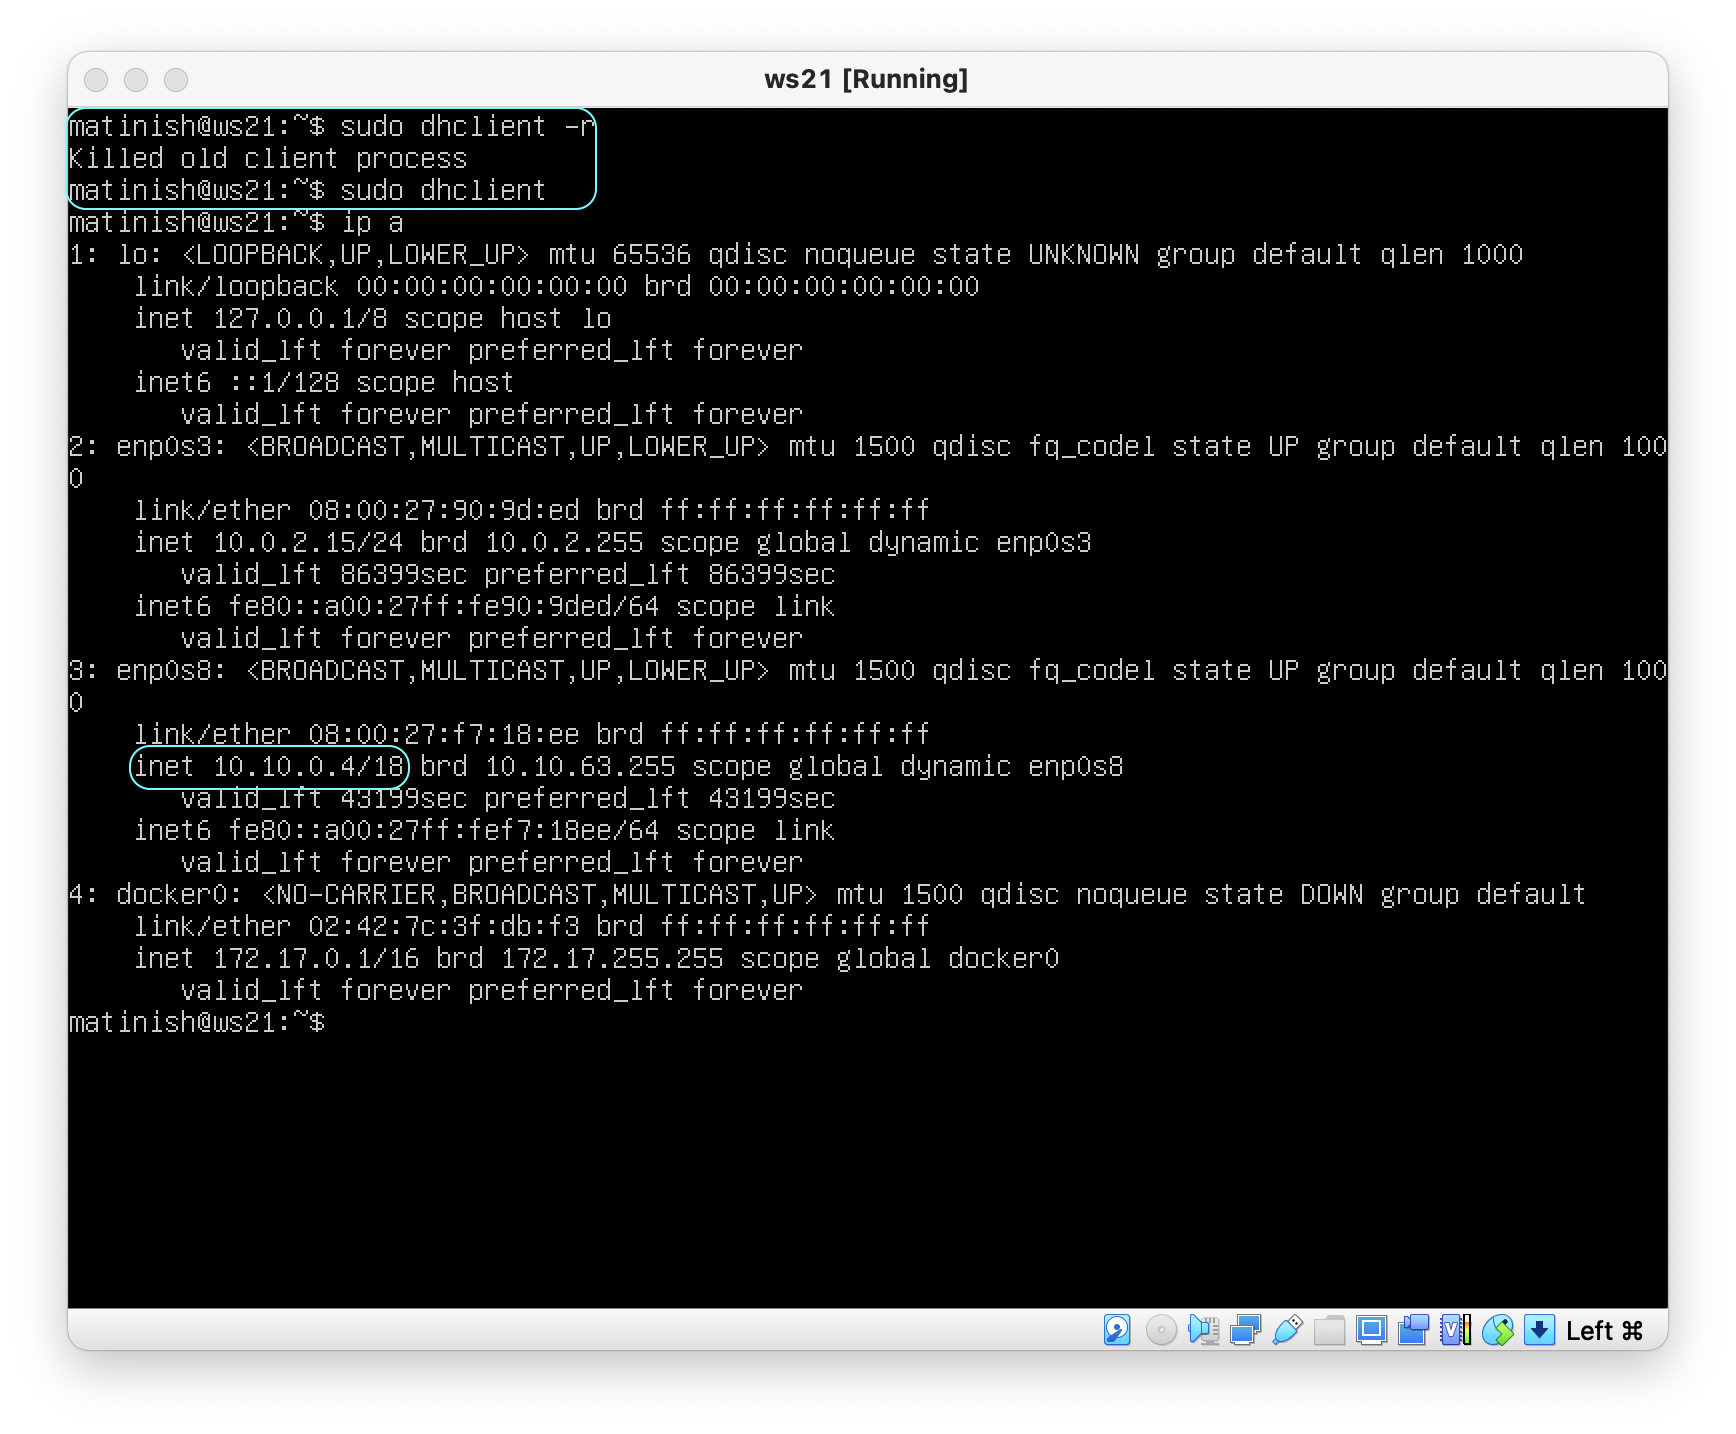 ws21 [Running]
matinish@ws21:~$ sudo dhclient -r
Killed old client process
matinish@ws21:~$ sudo dhclient
matinish@ws21:~$ ip a
1: lo: <LOOPBACK,UP,LOWER_UP> mtu 65536 qdisc noqueue state UNKNOWN group default qlen 1000
    link/loopback 00:00:00:00:00:00 brd 00:00:00:00:00:00
    inet 127.0.0.1/8 scope host lo
       valid_lft forever preferred_lft forever
    inet6 ::1/128 scope host
       valid_lft forever preferred_lft forever
2: enp0s3: <BROADCAST,MULTICAST,UP,LOWER_UP> mtu 1500 qdisc fq_codel state UP group default qlen 100
0
    link/ether 08:00:27:90:9d:ed brd ff:ff:ff:ff:ff:ff
    inet 10.0.2.15/24 brd 10.0.2.255 scope global dynamic enp0s3
       valid_lft 86399sec preferred_lft 86399sec
    inet6 fe80::a00:27ff:fe90:9ded/64 scope link
       valid_lft forever preferred_lft forever
3: enp0s8: <BROADCAST,MULTICAST,UP,LOWER_UP> mtu 1500 qdisc fq_codel state UP group default qlen 100
0
    link/ether 08:00:27:f7:18:ee brd ff:ff:ff:ff:ff:ff
    inet 10.10.0.4/18 brd 10.10.63.255 scope global dynamic enp0s8
       valid_lft 43199sec preferred_lft 43199sec
    inet6 fe80::a00:27ff:fef7:18ee/64 scope link
       valid_lft forever preferred_lft forever
4: docker0: <NO-CARRIER,BROADCAST,MULTICAST,UP> mtu 1500 qdisc noqueue state DOWN group default
    link/ether 02:42:7c:3f:db:f3 brd ff:ff:ff:ff:ff:ff
    inet 172.17.0.1/16 brd 172.17.255.255 scope global docker0
       valid_lft forever preferred_lft forever
matinish@ws21:~$
Left ⌘